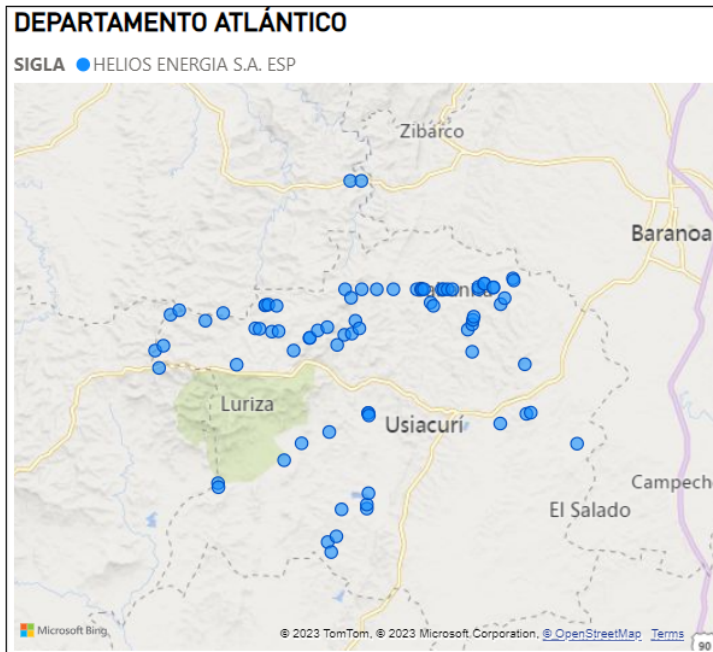 DEPARTAMENTO ATLÁNTICO
SIGLA HELIOS ENERGIA S.A. ESP
Zibarco
Baranoa
Luriza
Usiacurí
Campeche
El Salado
Microsoft Bing
© 2023 TomTom, © 2023 Microsoft Corporation, © OpenStreetMap Terms
90